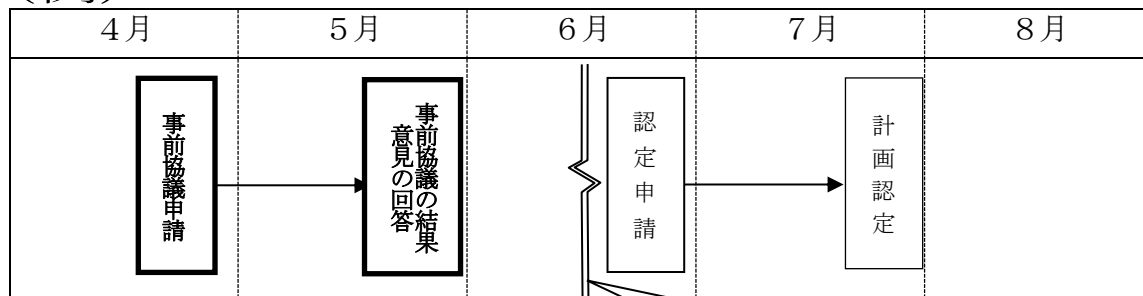 4月
5月
6月
7月
8月
事前協議申請
事前協議の結果
意見の回答
認定申請
計画認定